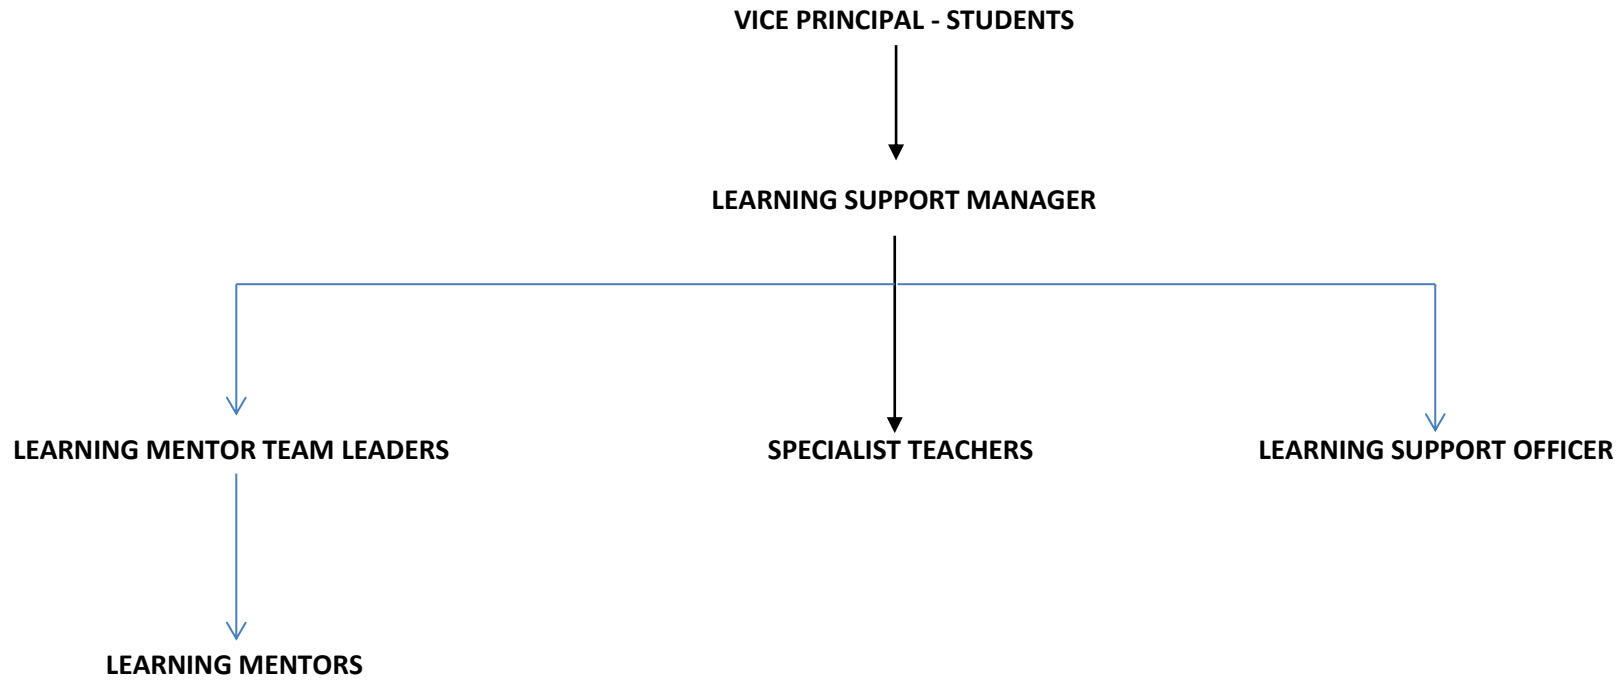 VICE PRINCIPAL - STUDENTS
LEARNING SUPPORT MANAGER
LEARNING MENTOR TEAM LEADERS
SPECIALIST TEACHERS
LEARNING SUPPORT OFFICER
LEARNING MENTORS